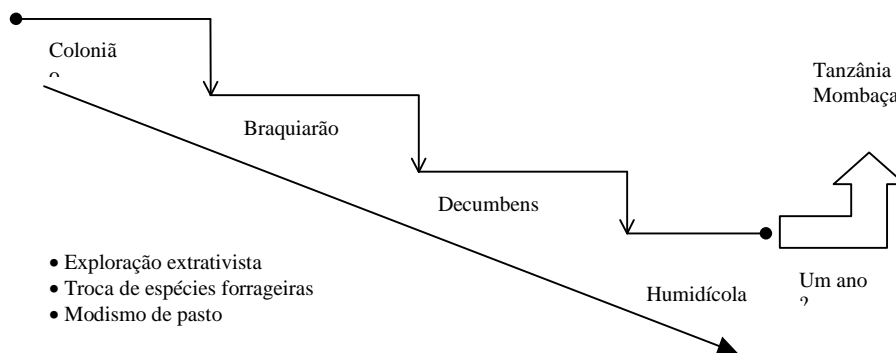 Coloniã
o
Tanzânia
Mombaça
Braquiarão
Decumbens
• Exploração extrativista
• Troca de espécies forrageiras
• Modismo de pasto
Humidícola
Um ano
?